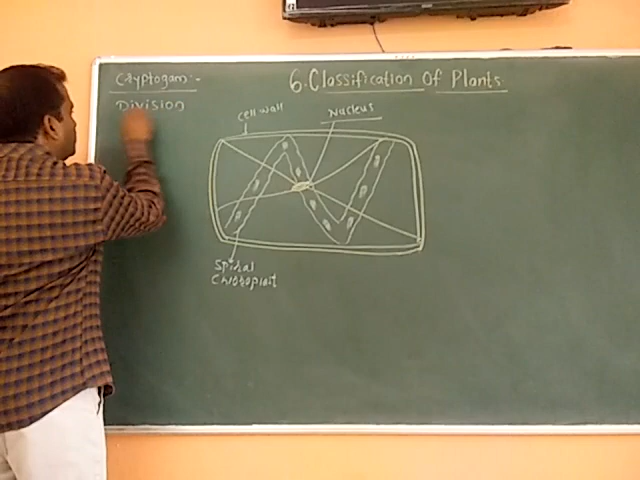 6. Classification Of Plants
Cryptogam:-
Division
Cell wall
Nucleus
Spiral
Chloroplast